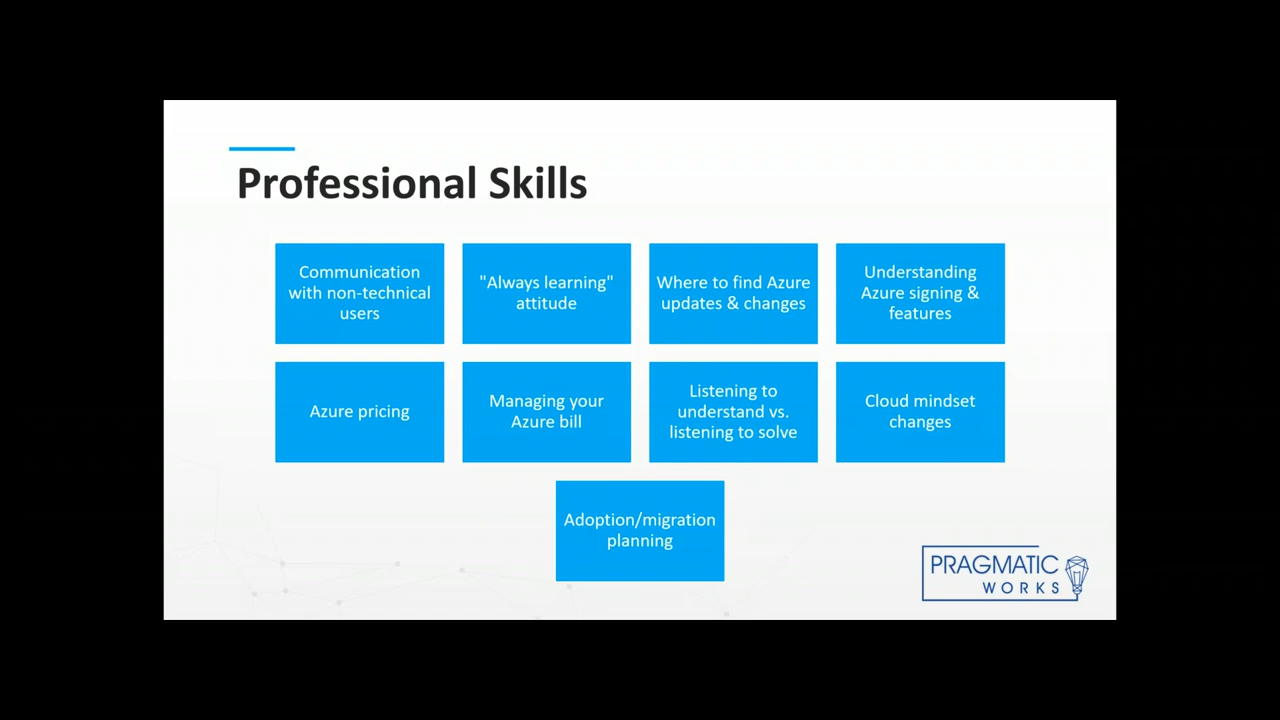 Professional Skills
Communication
with non-technical
users
"Always learning"
attitude
Where to find Azure
updates & changes
Understanding
Azure signing &
features
Azure pricing
Managing your
Azure bill
Listening to
understand vs.
listening to solve
Cloud mindset
changes
Adoption/migration
planning
PRAGMATIC
WORKS